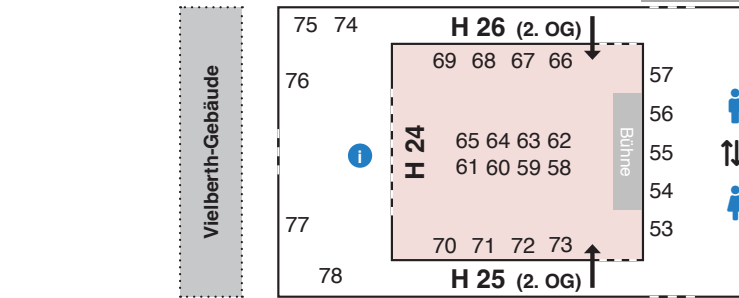 75 74
H 26 (2. OG)
69 68 67 66
57
76
Vielberth-Gebäude
56
H 24
65 64 63 62
Bühne
i
55
61 60 59 58
54
77
53
70 71 72 73
78
H 25 (2. OG)